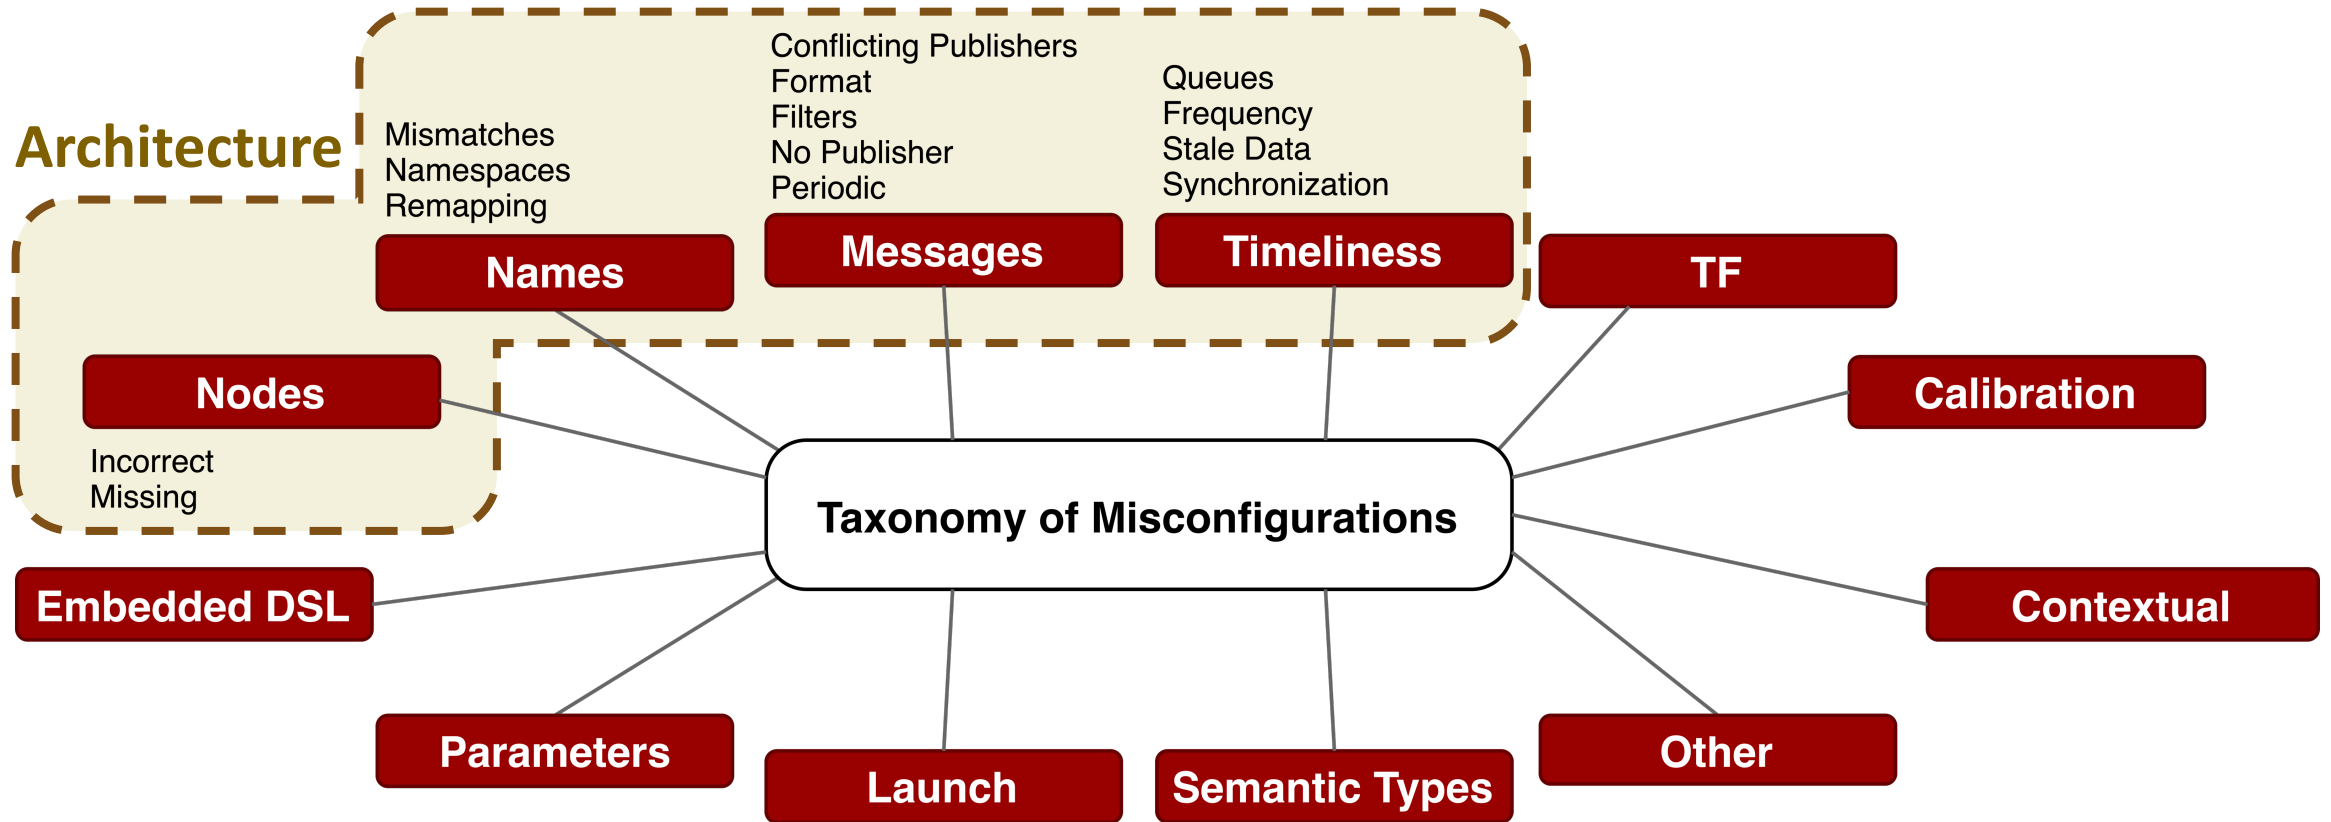 Architecture
Mismatches
Namespaces
Remapping
Names
Conflicting Publishers
Format
Filters
No Publisher
Periodic
Messages
Queues
Frequency
Stale Data
Synchronization
Timeliness
TF
Nodes
Incorrect
Missing
Calibration
Taxonomy of Misconfigurations
Embedded DSL
Contextual
Parameters
Launch
Semantic Types
Other